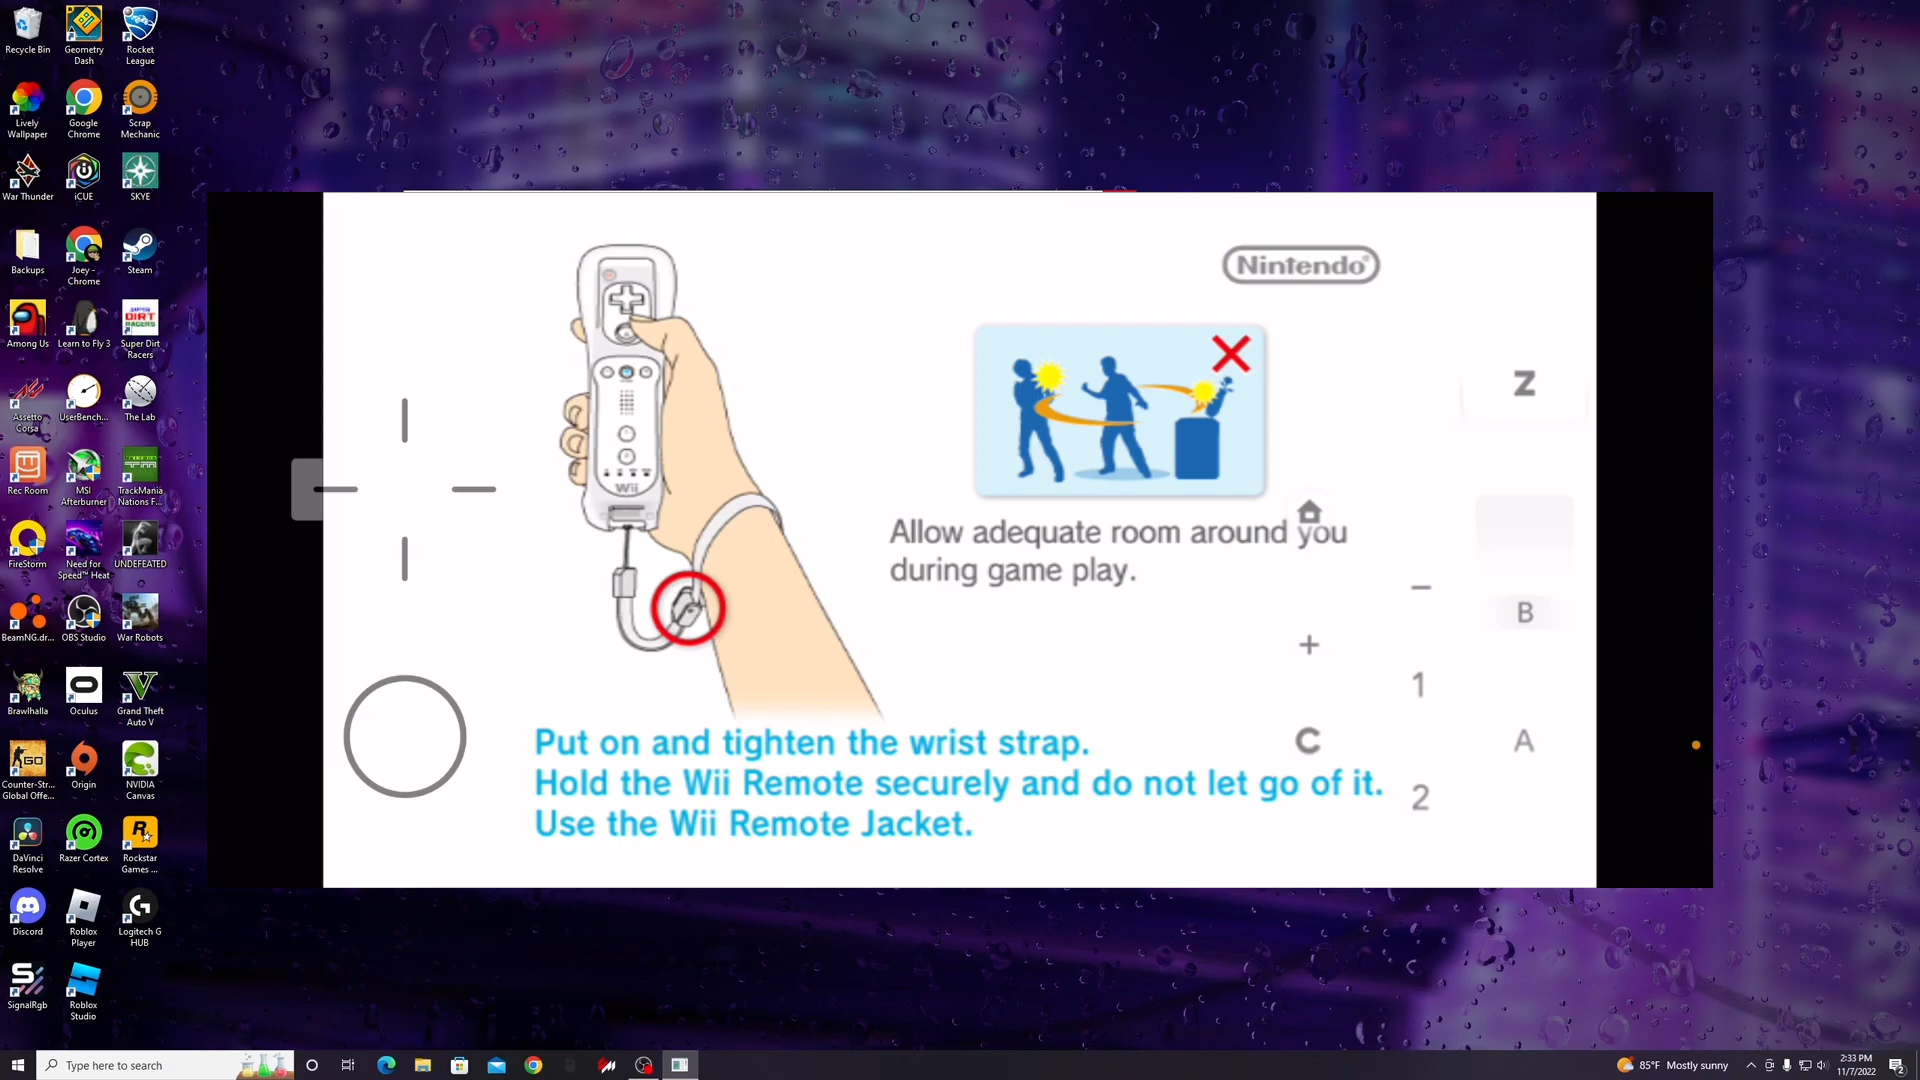 Recycle Bin
Geometry Dash
Rocket League
Lively Wallpaper
Google Chrome
Scrap Mechanic
War Thunder
iCUE
SKYE
Backups
Joey - Chrome
Steam
Among Us
Learn to Fly 3
SUPER DIRT RACERS
Super Dirt Racers
Assetto Corsa
UserBench...
The Lab
Rec Room
MSI Afterburner
TrackMania Nations F...
FireStorm
Need for Speed™ Heat
UNDEFEATED
BeamNG.dr...
OBS Studio
War Robots
Brawlhalla
Oculus
Grand Theft Auto V
GO
Counter-Str... Global Offe...
Origin
NVIDIA Canvas
DaVinci Resolve
Razer Cortex
Rockstar Games ...
Discord
Roblox Player
Logitech G HUB
SignalRgb
Roblox Studio
Nintendo®
Wii
Allow adequate room around you
during game play.
Put on and tighten the wrist strap.
Hold the Wii Remote securely and do not let go of it.
Use the Wii Remote Jacket.
Z
−
B
+
1
C
A
2
Type here to search
85°F Mostly sunny
2:33 PM
11/7/2022
2